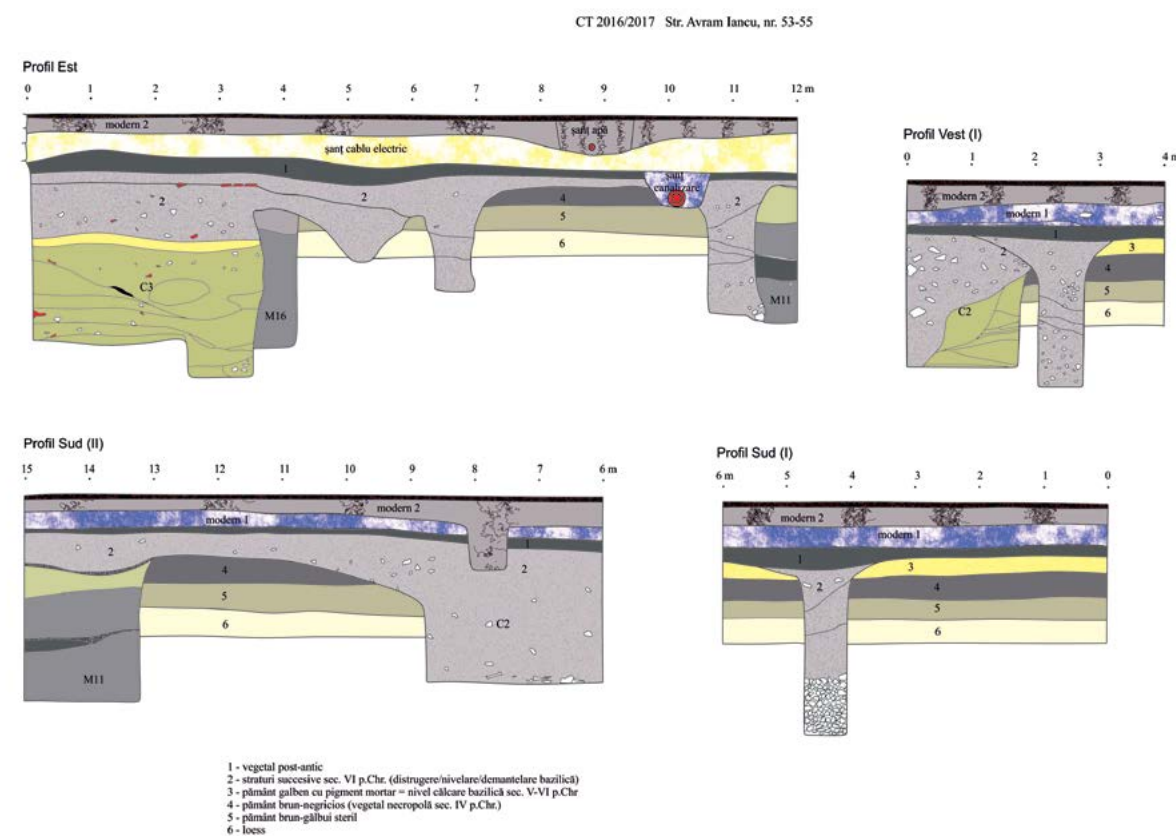 CT 2016/2017 Str. Avram Iancu, nr. 53-55
Profil Est
0 1 2 3 4 5 6 7 8 9 10 11 12 m
modern 2
şanţ apă
şanţ cablu electric
1
şanţ
canalizare
2 2 4 2
5
6
C3
M16
M11
Profil Vest (I)
0 1 2 3 4 m
modern 2
modern 1
1
2 3
4
5
C2
6
Profil Sud (II)
15 14 13 12 11 10 9 8 7 6 m
modern 2
modern 1
1
2
4 2
5
6 C2
M11
Profil Sud (I)
6 m 5 4 3 2 1 0
modern 2
modern 1
1
3
2 4
5
6
1 - vegetal post-antic
2 - straturi succesive sec. VI p.Chr. (distrugere/nivelare/demantelare bazilică)
3 - pământ galben cu pigment mortar = nivel călcare bazilică sec. V-VI p.Chr
4 - pământ brun-negricios (vegetal necropolă sec. IV p.Chr.)
5 - pământ brun-gălbui steril
6 - loess